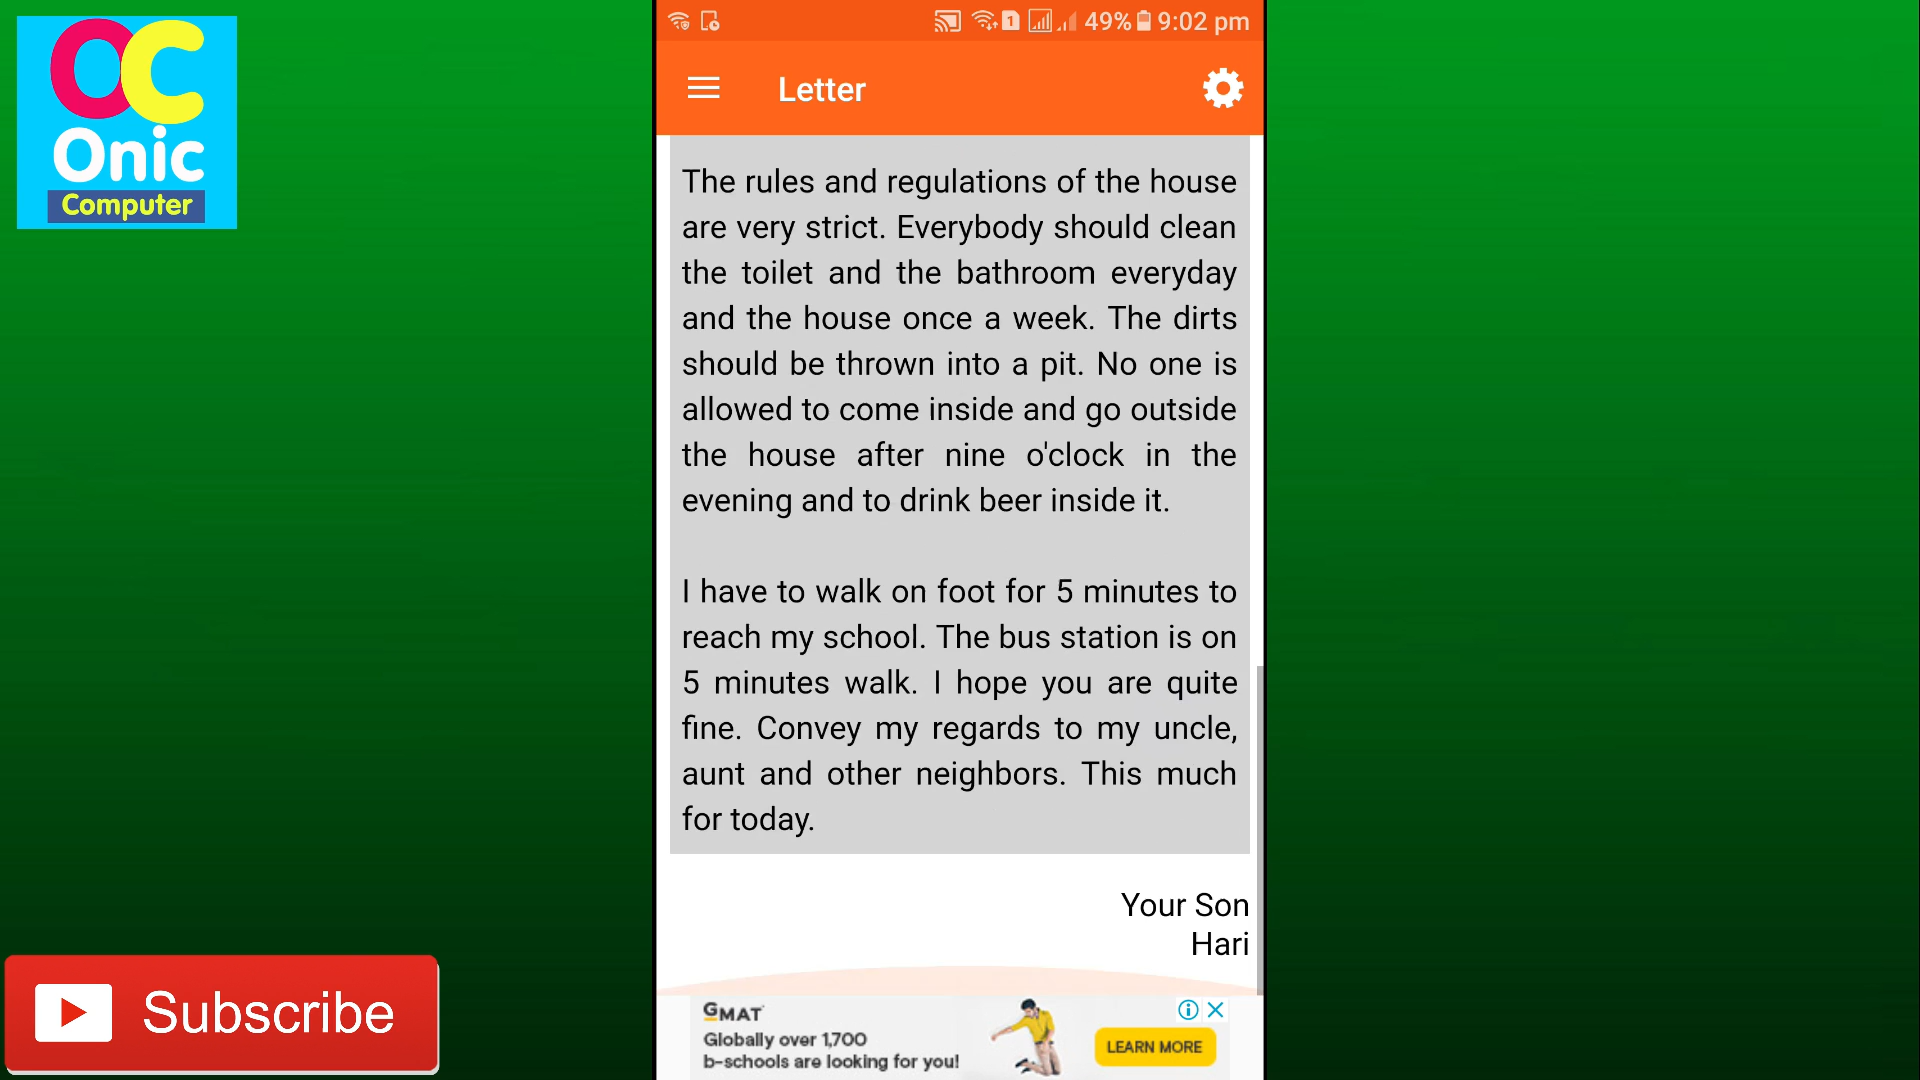 OC
Onic
Computer
1
49%
9:02 pm
Letter
The rules and regulations of the house
are very strict. Everybody should clean
the toilet and the bathroom everyday
and the house once a week. The dirts
should be thrown into a pit. No one is
allowed to come inside and go outside
the house after nine o'clock in the
evening and to drink beer inside it.
I have to walk on foot for 5 minutes to
reach my school. The bus station is on
5 minutes walk. I hope you are quite
fine. Convey my regards to my uncle,
aunt and other neighbors. This much
for today.
Your Son
Hari
Subscribe
GMAT
Globally over 1,700
b-schools are looking for you!
LEARN MORE